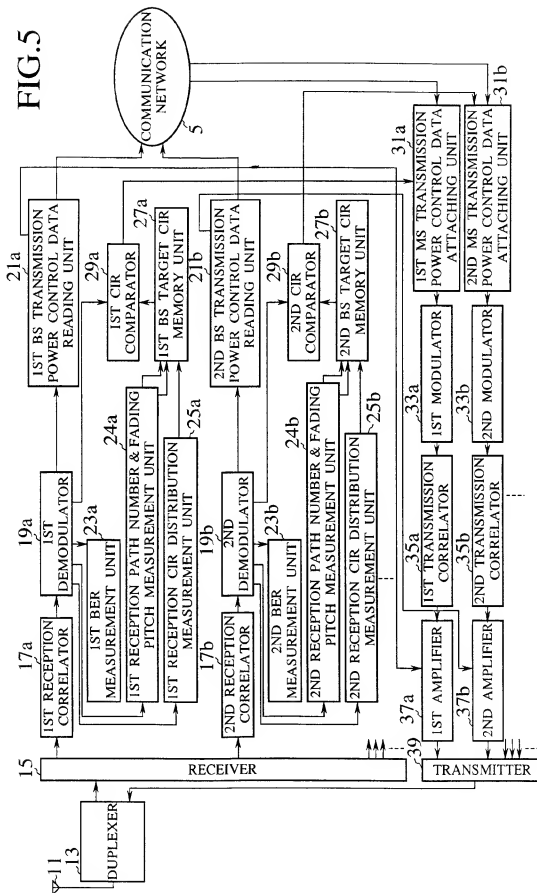 FIG.5
11
13
DUPLEXER
15
RECEIVER
17a
1ST RECEPTION
CORRELATOR
19a
1ST
DEMODULATOR
21a
1ST BS TRANSMISSION
POWER CONTROL DATA
READING UNIT
COMMUNICATION
NETWORK
5
23a
1ST BER
MEASUREMENT UNIT
24a
1ST RECEPTION PATH NUMBER & FADING
PITCH MEASUREMENT UNIT
25a
1ST RECEPTION CIR DISTRIBUTION
MEASUREMENT UNIT
29a
1ST CIR
COMPARATOR
27a
1ST BS TARGET CIR
MEMORY UNIT
17b
2ND RECEPTION
CORRELATOR
19b
2ND
DEMODULATOR
21b
2ND BS TRANSMISSION
POWER CONTROL DATA
READING UNIT
23b
2ND BER
MEASUREMENT UNIT
24b
2ND RECEPTION PATH NUMBER & FADING
PITCH MEASUREMENT UNIT
25b
2ND RECEPTION CIR DISTRIBUTION
MEASUREMENT UNIT
29b
2ND CIR
COMPARATOR
27b
2ND BS TARGET CIR
MEMORY UNIT
39
TRANSMITTER
37a
1ST AMPLIFIER
35a
1ST TRANSMISSION
CORRELATOR
33a
1ST MODULATOR
31a
1ST MS TRANSMISSION
POWER CONTROL DATA
ATTACHING UNIT
37b
2ND AMPLIFIER
35b
2ND TRANSMISSION
CORRELATOR
33b
2ND MODULATOR
31b
2ND MS TRANSMISSION
POWER CONTROL DATA
ATTACHING UNIT